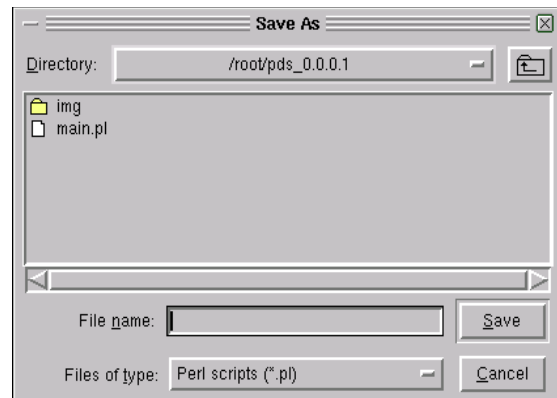 Save As
Directory: /root/pds_0.0.0.1
img
main.pl
File name: Save
Files of type: Perl scripts (*.pl) Cancel